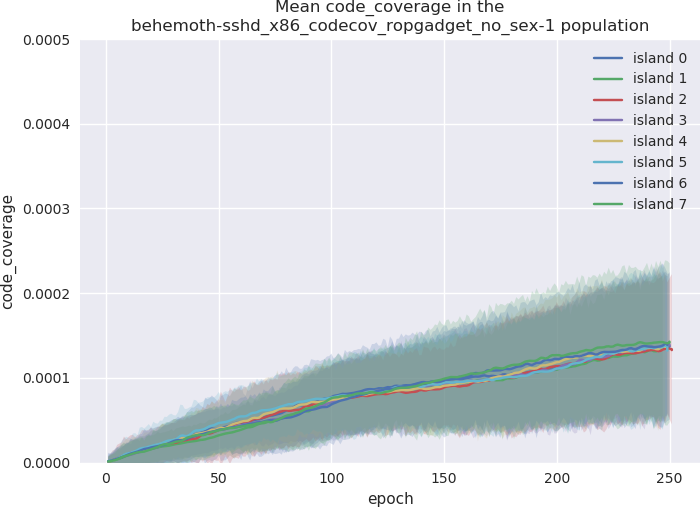 Mean code_coverage in the
behemoth-sshd_x86_codecov_ropgadget_no_sex-1 population
0.0005
0.0004
0.0003
0.0002
0.0001
0.0000
code_coverage
island 0
island 1
island 2
island 3
island 4
island 5
island 6
island 7
0 50 100 150 200 250
epoch